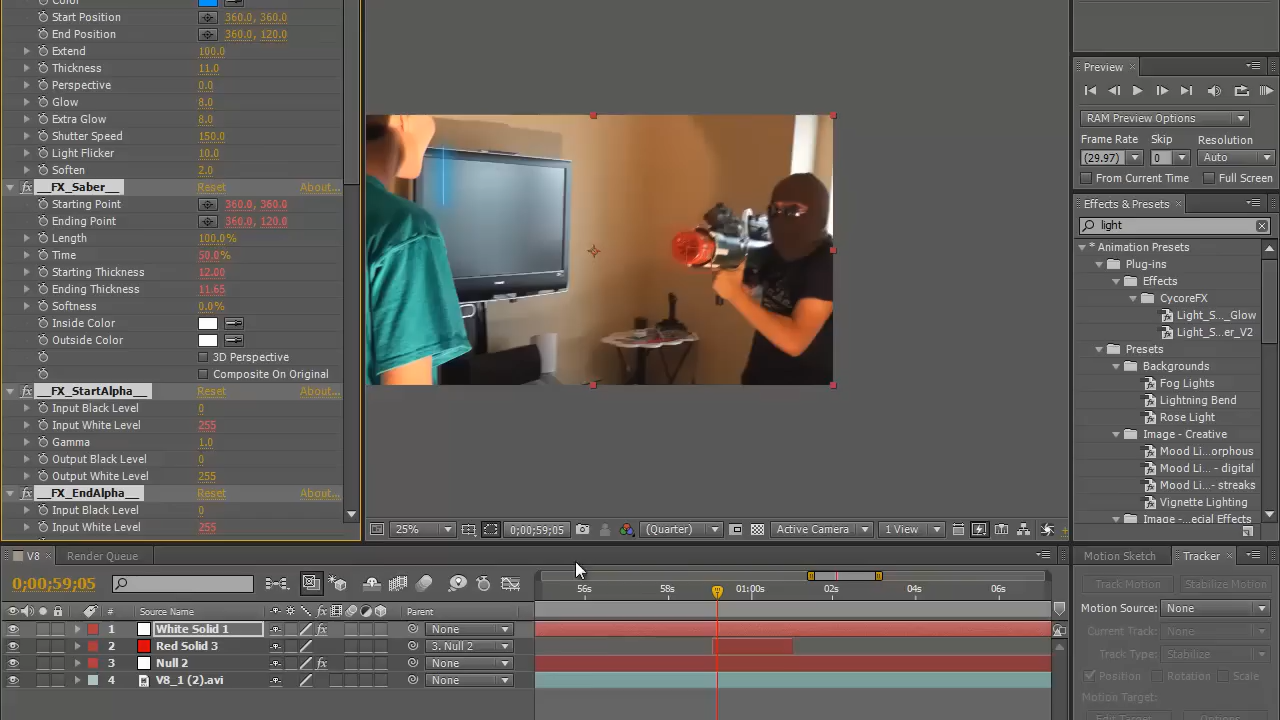 Color
Start Position 360.0, 360.0
End Position 360.0, 120.0
Extend 100.0
Thickness 11.0
Perspective 0.0
Glow 8.0
Extra Glow 8.0
Shutter Speed 150.0
Light Flicker 10.0
Soften 2.0
fx __FX_Saber__ Reset About...
Starting Point 360.0, 360.0
Ending Point 360.0, 120.0
Length 100.0%
Time 50.0%
Starting Thickness 12.00
Ending Thickness 11.65
Softness 0.0%
Inside Color
Outside Color
3D Perspective
Composite On Original
fx __FX_StartAlpha__ Reset About...
Input Black Level 0
Input White Level 255
Gamma 1.0
Output Black Level 0
Output White Level 255
fx __FX_EndAlpha__ Reset About...
Input Black Level 0
Input White Level 255
25% 0;00;59;05 (Quarter) Active Camera 1 View
Preview ×
RAM Preview Options
Frame Rate Skip Resolution
(29.97) 0 Auto
From Current Time Full Screen
Effects & Presets ×
light
* Animation Presets
Plug-ins
Effects
CycoreFX
Light_S..._Glow
Light_S...er_V2
Presets
Backgrounds
Fog Lights
Lightning Bend
Rose Light
Image - Creative
Mood Li...orphous
Mood Li... - digital
Mood Li... - streaks
Vignette Lighting
Image - ...ecial Effects
V8 × Render Queue
0;00;59;05
56s 58s 01:00s 02s 04s 06s
# Source Name fx Parent
1 White Solid 1 fx None
2 Red Solid 3 3. Null 2
3 Null 2 fx None
4 V8_1 (2).avi None
Motion Sketch Tracker ×
Track Motion Stabilize Motion
Motion Source: None
Current Track: None
Track Type: Stabilize
Position Rotation Scale
Motion Target:
Edit Target... Options...